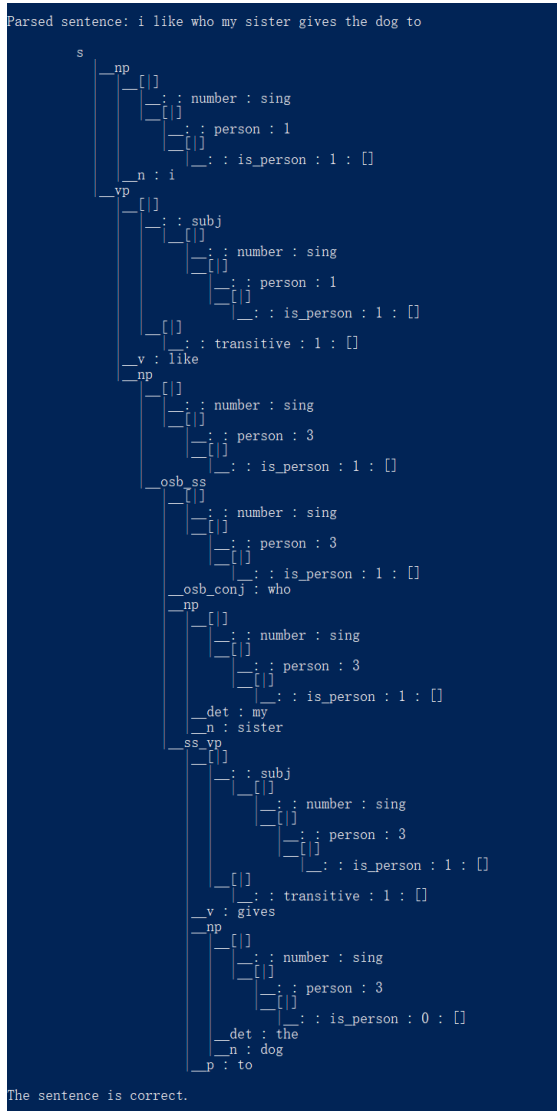 Parsed sentence: i like who my sister gives the dog to
s
|__np
|__[|]
|__: : number : sing
|__[|]
|__: : person : 1
|__[|]
|__: : is_person : 1 : []
|__n : i
|__vp
|__[|]
|__: : subj
|__[|]
|__: : number : sing
|__[|]
|__: : person : 1
|__[|]
|__: : is_person : 1 : []
|__[|]
|__: : transitive : 1 : []
|__v : like
|__np
|__[|]
|__: : number : sing
|__[|]
|__: : person : 3
|__[|]
|__: : is_person : 1 : []
|__osb_ss
|__[|]
|__: : number : sing
|__[|]
|__: : person : 3
|__[|]
|__: : is_person : 1 : []
|__osb_conj : who
|__np
|__[|]
|__: : number : sing
|__[|]
|__: : person : 3
|__[|]
|__: : is_person : 1 : []
|__det : my
|__n : sister
|__ss_vp
|__[|]
|__: : subj
|__[|]
|__: : number : sing
|__[|]
|__: : person : 3
|__[|]
|__: : is_person : 1 : []
|__[|]
|__: : transitive : 1 : []
|__v : gives
|__np
|__[|]
|__: : number : sing
|__[|]
|__: : person : 3
|__[|]
|__: : is_person : 0 : []
|__det : the
|__n : dog
|__p : to
The sentence is correct.